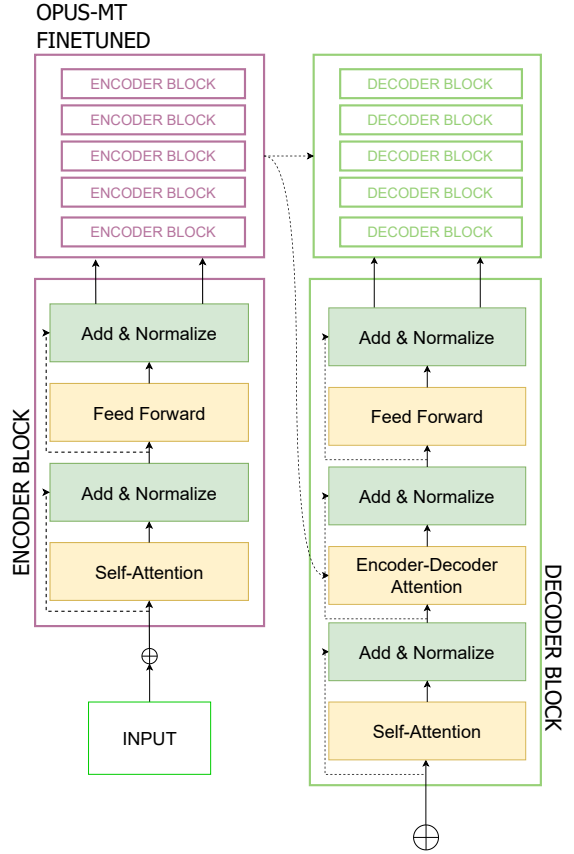 OPUS-MT
FINETUNED
ENCODER BLOCK
ENCODER BLOCK
ENCODER BLOCK
ENCODER BLOCK
ENCODER BLOCK
DECODER BLOCK
DECODER BLOCK
DECODER BLOCK
DECODER BLOCK
DECODER BLOCK
ENCODER BLOCK
Add & Normalize
Feed Forward
Add & Normalize
Self-Attention
INPUT
Add & Normalize
Feed Forward
Add & Normalize
Encoder-Decoder
Attention
Add & Normalize
Self-Attention
DECODER BLOCK